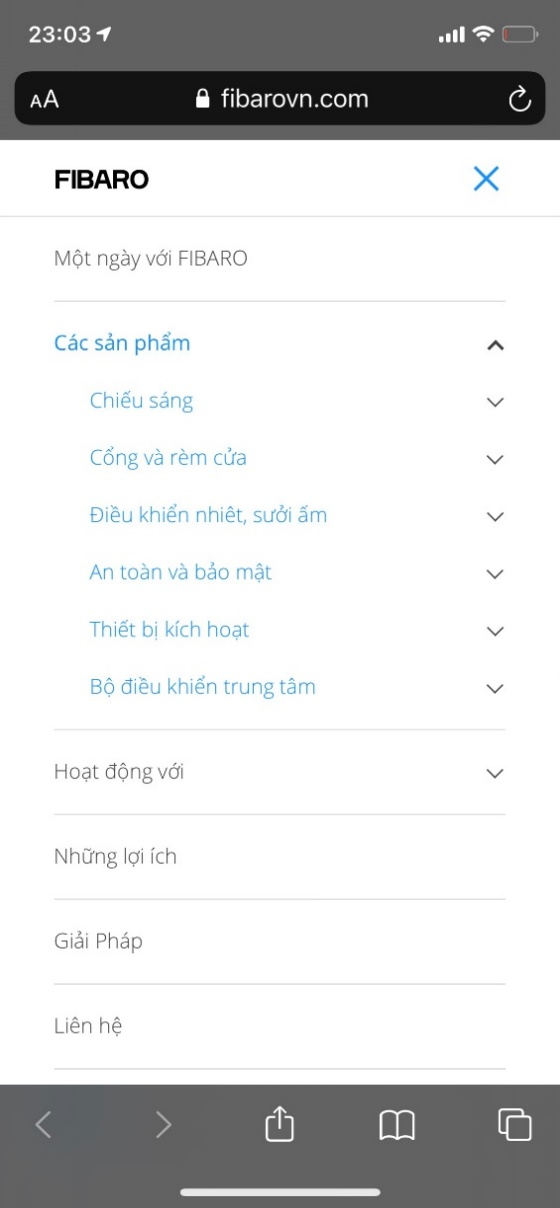 23:03
AA
fibarovn.com
FIBARO
Một ngày với FIBARO
Các sản phẩm
Chiếu sáng
Cổng và rèm cửa
Điều khiển nhiêt, sưởi ấm
An toàn và bảo mật
Thiết bị kích hoạt
Bộ điều khiển trung tâm
Hoạt động với
Những lợi ích
Giải Pháp
Liên hệ